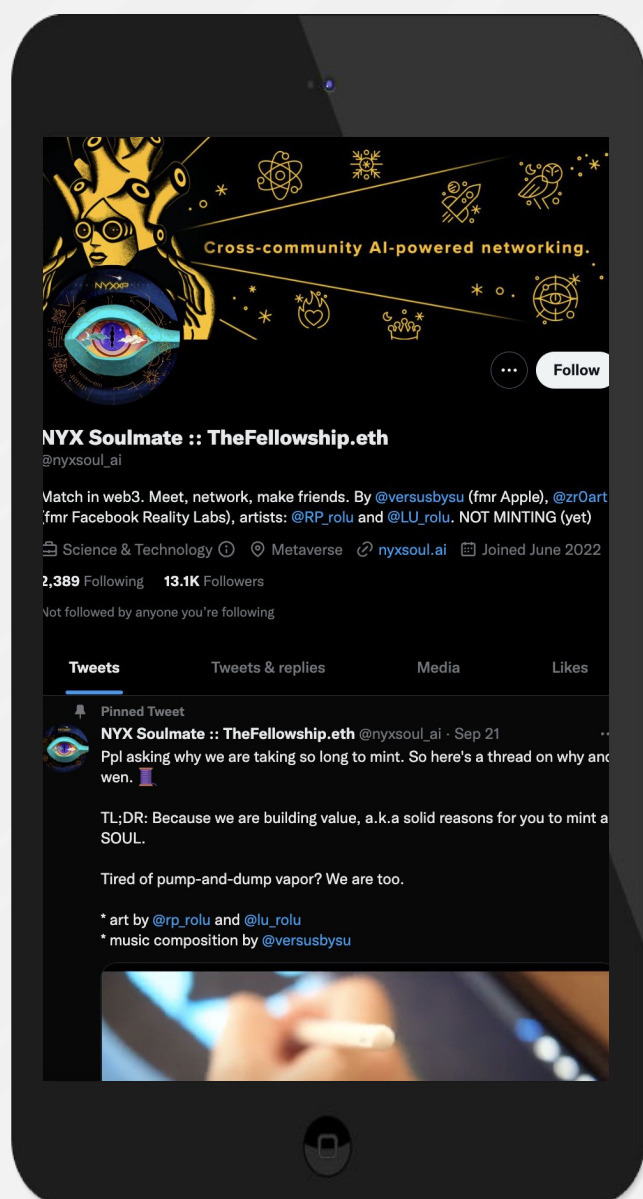 Cross-community AI-powered networking.
NYX
Follow
NYX Soulmate :: TheFellowship.eth
@nyxsoul_ai
Match in web3. Meet, network, make friends. By @versusbysu (fmr Apple), @zr0art
(fmr Facebook Reality Labs), artists: @RP_rolu and @LU_rolu. NOT MINTING (yet)
Science & Technology Metaverse nyxsoul.ai Joined June 2022
2,389 Following 13.1K Followers
Not followed by anyone you're following
Tweets Tweets & replies Media Likes
Pinned Tweet
NYX Soulmate :: TheFellowship.eth @nyxsoul_ai · Sep 21
Ppl asking why we are taking so long to mint. So here's a thread on why and
wen. 🧵
TL;DR: Because we are building value, a.k.a solid reasons for you to mint a
SOUL.
Tired of pump-and-dump vapor? We are too.
* art by @rp_rolu and @lu_rolu
* music composition by @versusbysu